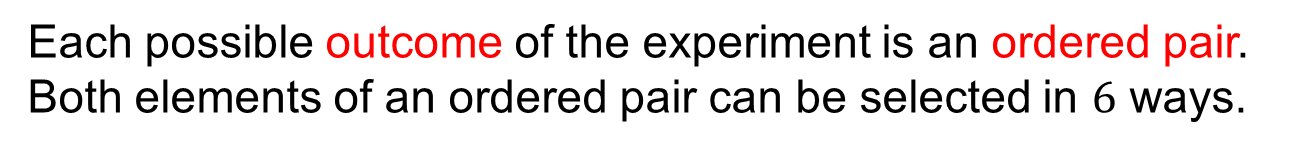 Each possible outcome of the experiment is an ordered pair.
Both elements of an ordered pair can be selected in 6 ways.